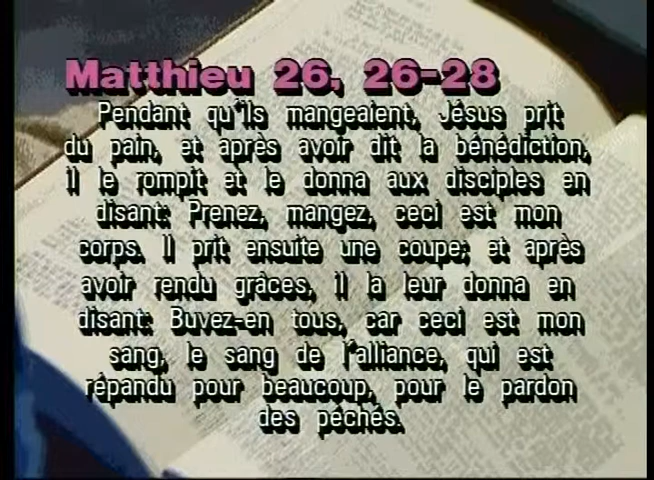 Matthieu 26, 26-28
Pendant qu'ils mangeaient, Jésus prit
du pain, et après avoir dit la bénédiction,
il le rompit et le donna aux disciples en
disant: Prenez, mangez, ceci est mon
corps. Il prit ensuite une coupe; et après
avoir rendu grâces, il la leur donna en
disant: Buvez-en tous, car ceci est mon
sang, le sang de l'alliance, qui est
répandu pour beaucoup, pour le pardon
des péchés.